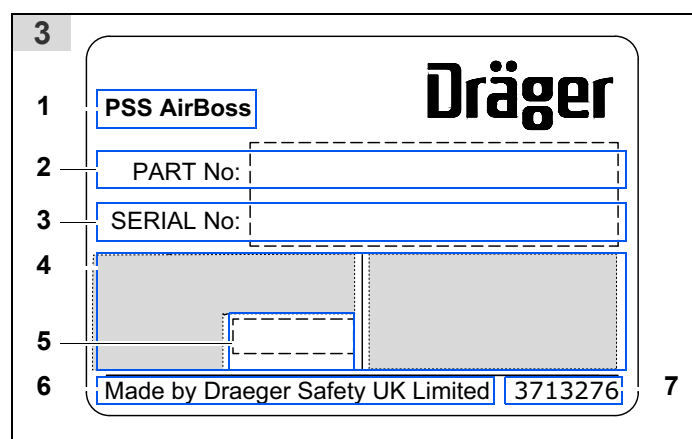 3
Dräger
1 PSS AirBoss
2 PART No:
3 SERIAL No:
4
5
6 Made by Draeger Safety UK Limited 3713276 7